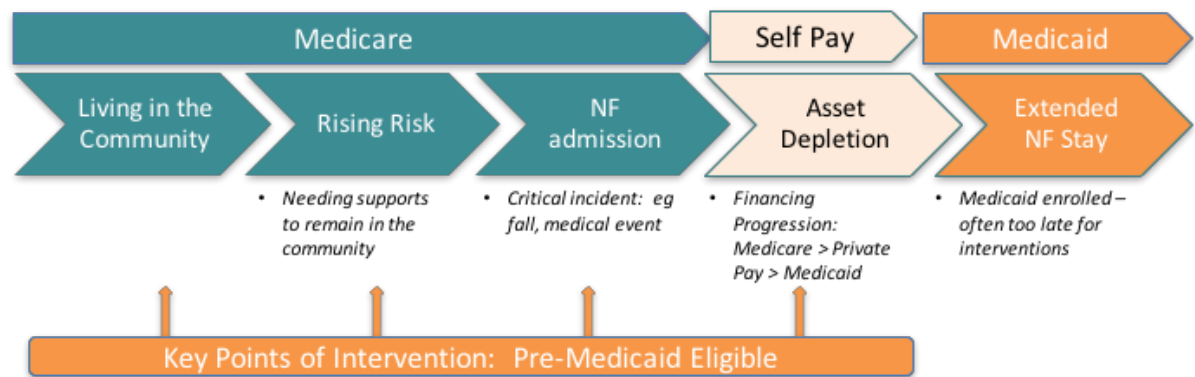 Medicare
Self Pay
Medicaid
Living in the
Community
Rising Risk
NF
admission
Asset
Depletion
Extended
NF Stay
• Needing supports
to remain in the
community
• Critical incident: eg
fall, medical event
• Financing
Progression:
Medicare > Private
Pay > Medicaid
• Medicaid enrolled –
often too late for
interventions
Key Points of Intervention: Pre-Medicaid Eligible